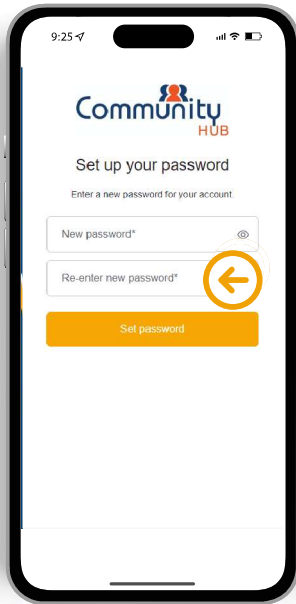 9:25
Community
HUB
Set up your password
Enter a new password for your account.
New password*
Re-enter new password*
Set password